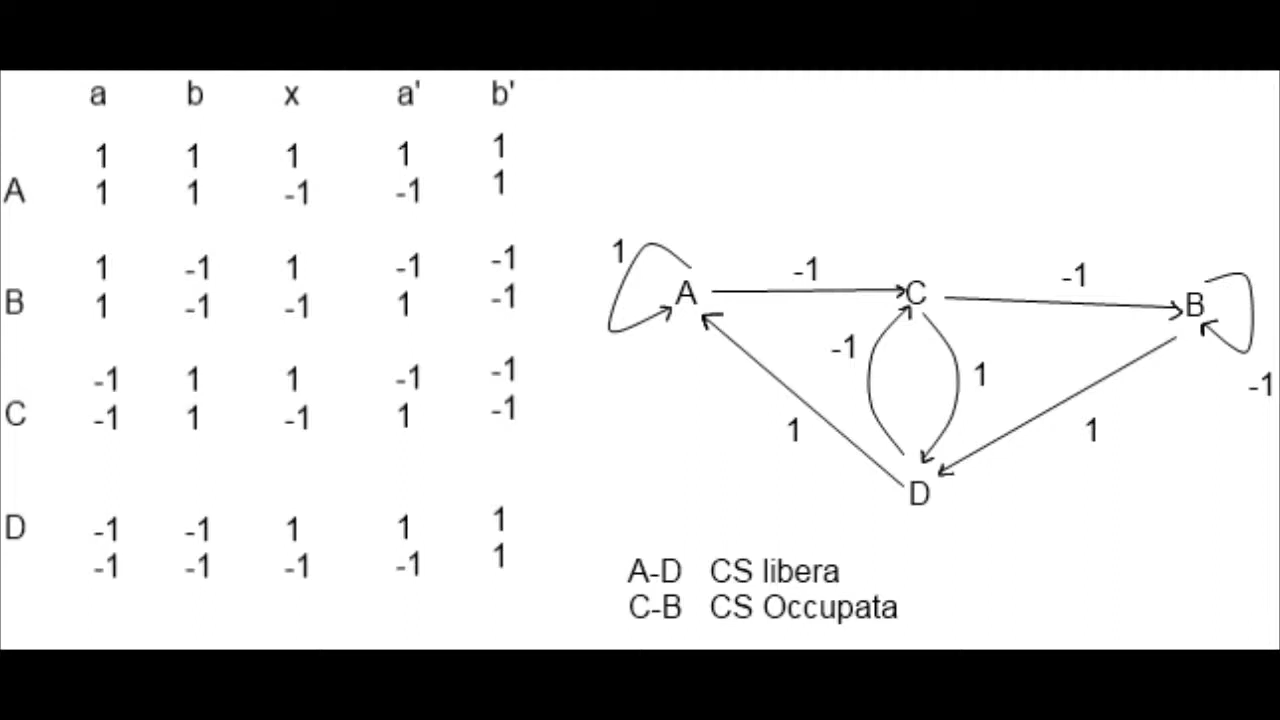 a b x a' b'
1 1 1 1 1
A 1 1 -1 -1 1
1 -1 1 -1 -1
B 1 -1 -1 1 -1
-1 1 1 -1 -1
C -1 1 -1 1 -1
D -1 -1 1 1 1
-1 -1 -1 -1 1
1
A
-1
C
-1
B
-1
-1
1
1
1
D
A-D CS libera
C-B CS Occupata